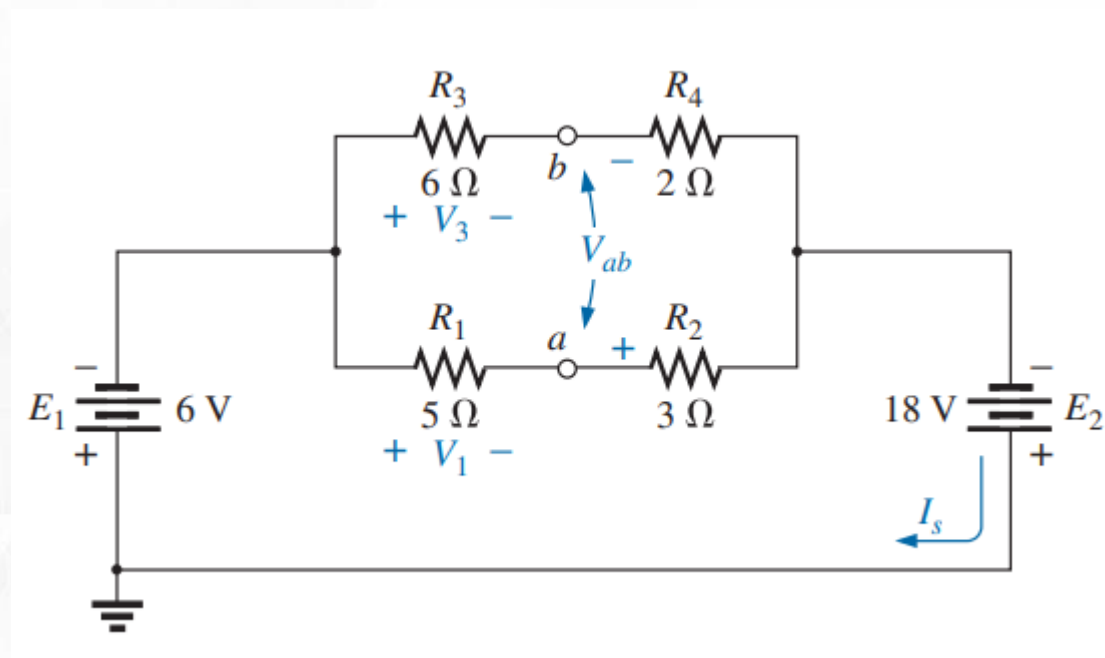 R3 R4
b −
6 Ω 2 Ω
+ V3 −
Vab
R1 a + R2
− −
E1 6 V 5 Ω 3 Ω 18 V E2
+ + V1 − +
Is